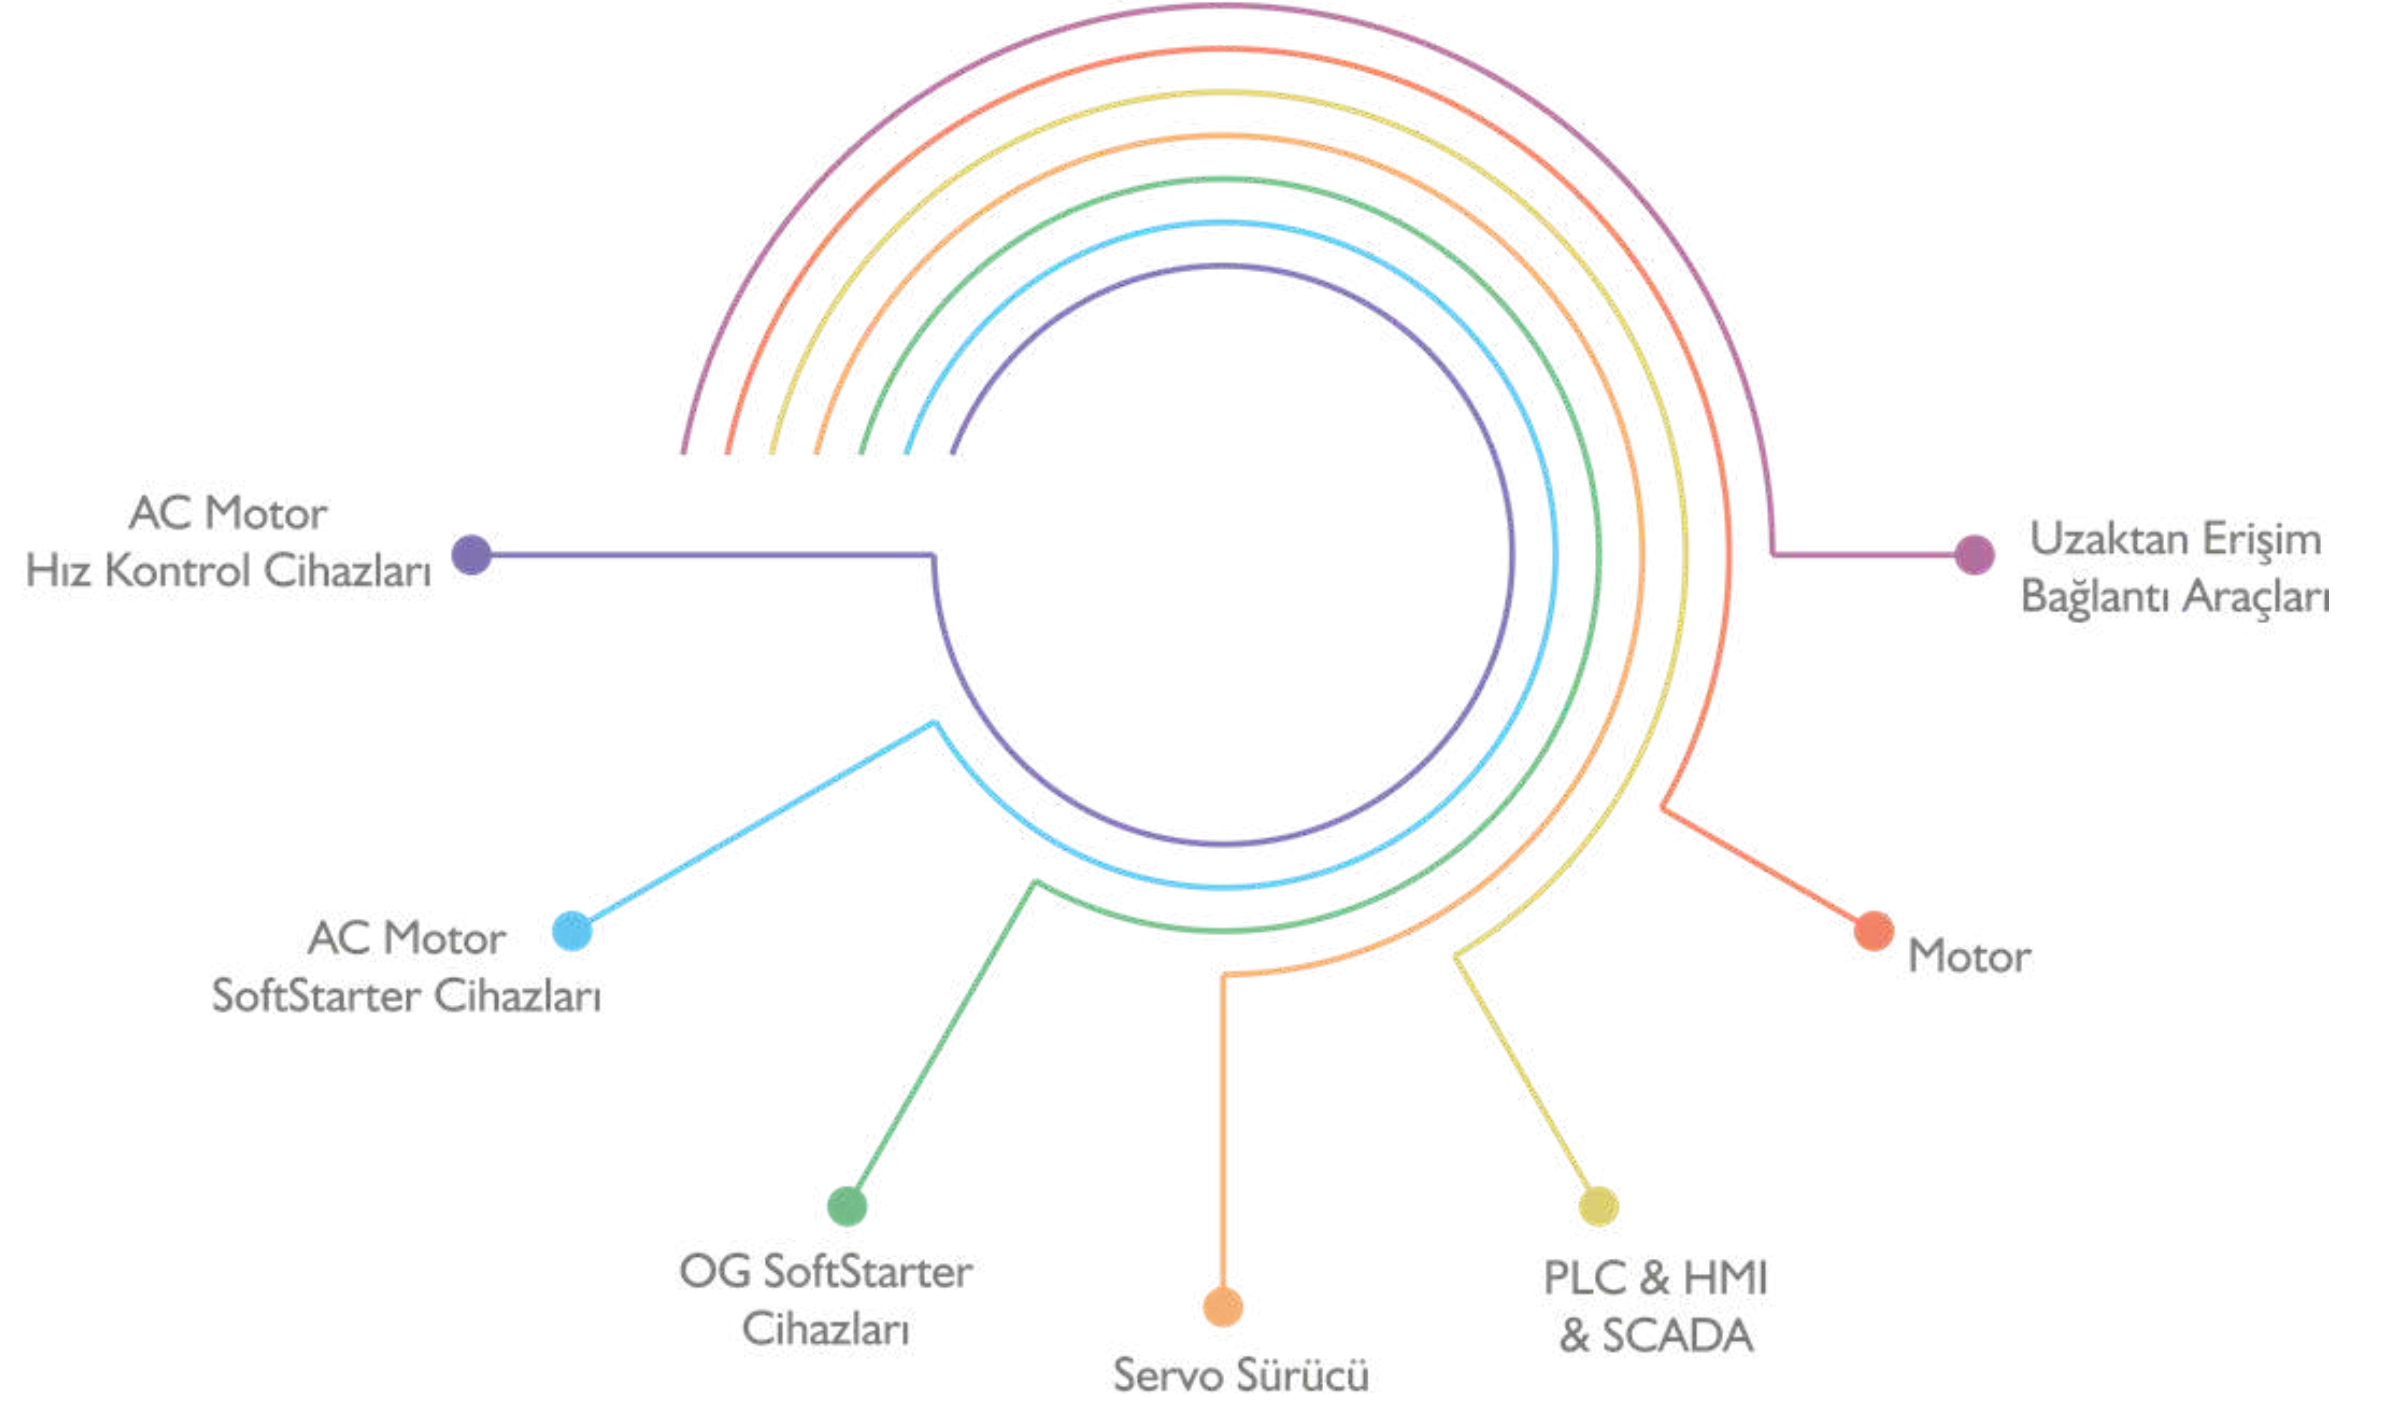 AC Motor
Hız Kontrol Cihazları
Uzaktan Erişim
Bağlantı Araçları
AC Motor
SoftStarter Cihazları
Motor
OG SoftStarter
Cihazları
PLC & HMI
& SCADA
Servo Sürücü